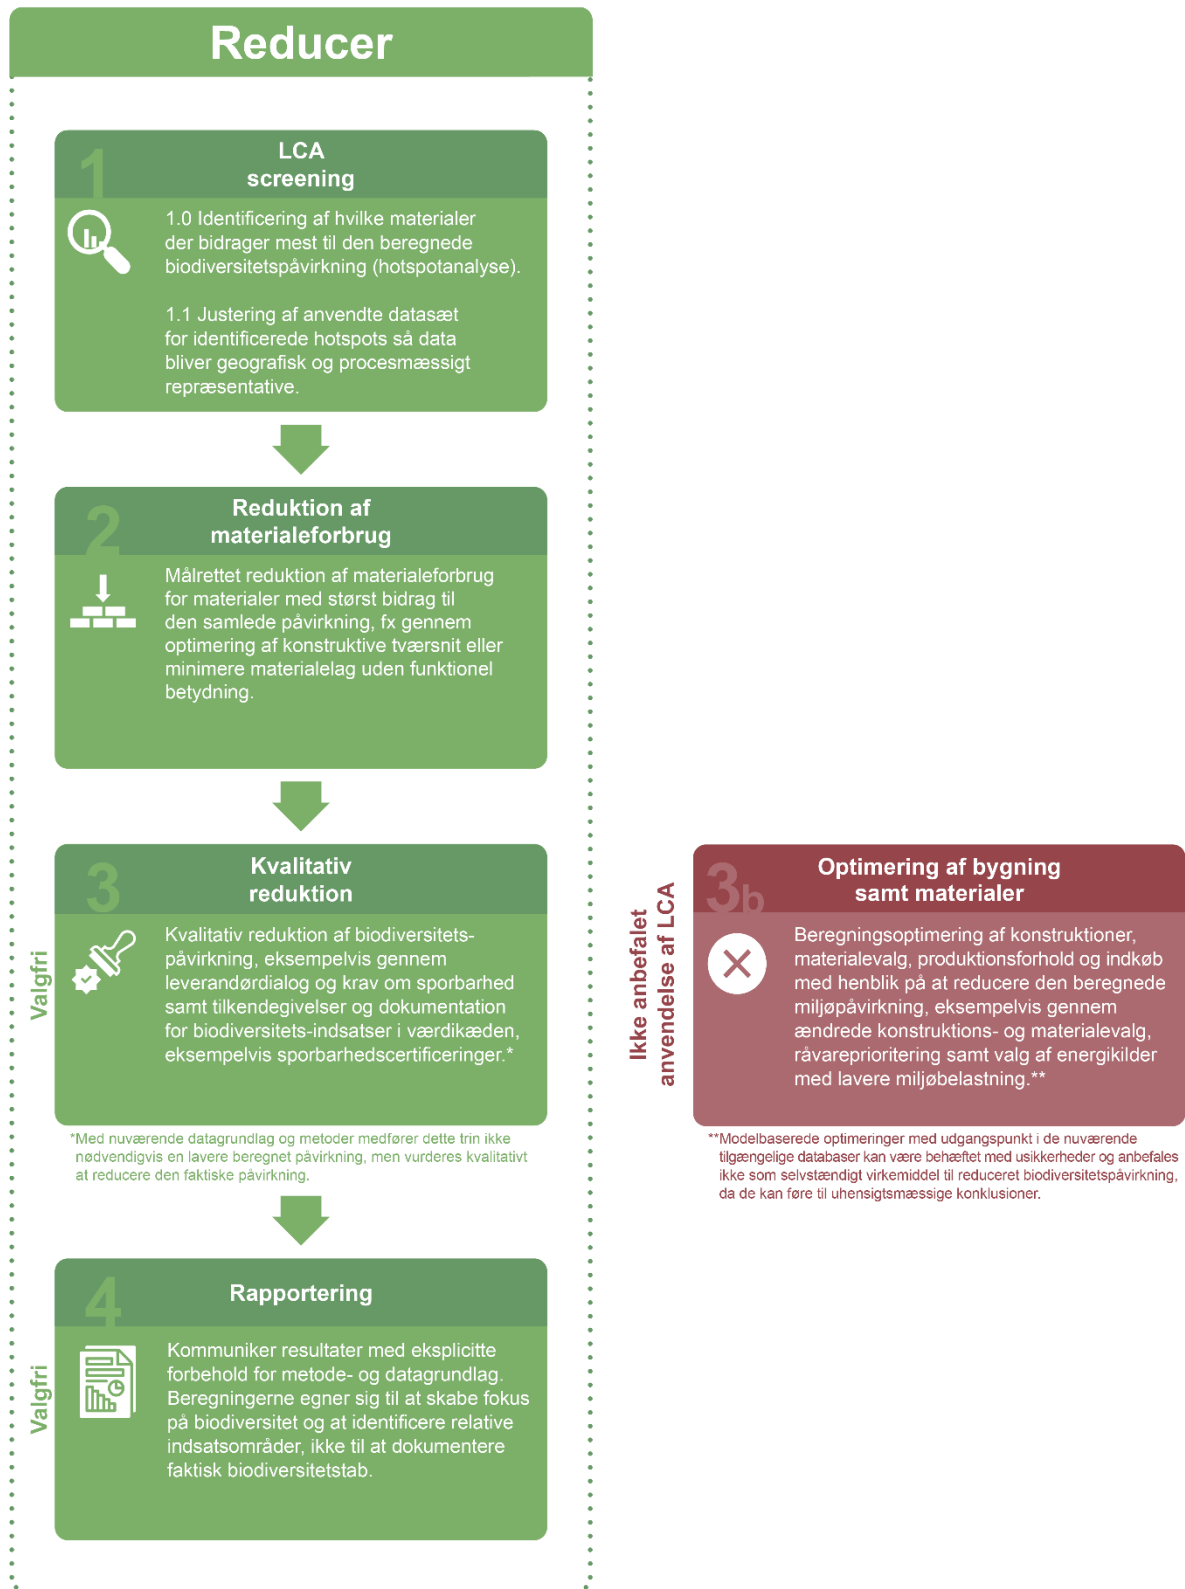 Reducer
1
LCA
screening
1.0 Identificering af hvilke materialer
der bidrager mest til den beregnede
biodiversitetspåvirkning (hotspotanalyse).
1.1 Justering af anvendte datasæt
for identificerede hotspots så data
bliver geografisk og procesmæssigt
repræsentative.
2
Reduktion af
materialeforbrug
Målrettet reduktion af materialeforbrug
for materialer med størst bidrag til
den samlede påvirkning, fx gennem
optimering af konstruktive tværsnit eller
minimere materialelag uden funktionel
betydning.
Valgfri
3
Kvalitativ
reduktion
Kvalitativ reduktion af biodiversitets-
påvirkning, eksempelvis gennem
leverandørdialog og krav om sporbarhed
samt tilkendegivelser og dokumentation
for biodiversitets-indsatser i værdikæden,
eksempelvis sporbarhedscertificeringer.*
*Med nuværende datagrundlag og metoder medfører dette trin ikke
nødvendigvis en lavere beregnet påvirkning, men vurderes kvalitativt
at reducere den faktiske påvirkning.
Ikke anbefalet
anvendelse af LCA
3b
Optimering af bygning
samt materialer
Beregningsoptimering af konstruktioner,
materialevalg, produktionsforhold og indkøb
med henblik på at reducere den beregnede
miljøpåvirkning, eksempelvis gennem
ændrede konstruktions- og materialevalg,
råvareprioritering samt valg af energikilder
med lavere miljøbelastning.**
**Modelbaserede optimeringer med udgangspunkt i de nuværende
tilgængelige databaser kan være behæftet med usikkerheder og anbefales
ikke som selvstændigt virkemiddel til reduceret biodiversitetspåvirkning,
da de kan føre til uhensigtsmæssige konklusioner.
Valgfri
4
Rapportering
Kommuniker resultater med eksplicitte
forbehold for metode- og datagrundlag.
Beregningerne egner sig til at skabe fokus
på biodiversitet og at identificere relative
indsatsområder, ikke til at dokumentere
faktisk biodiversitetstab.